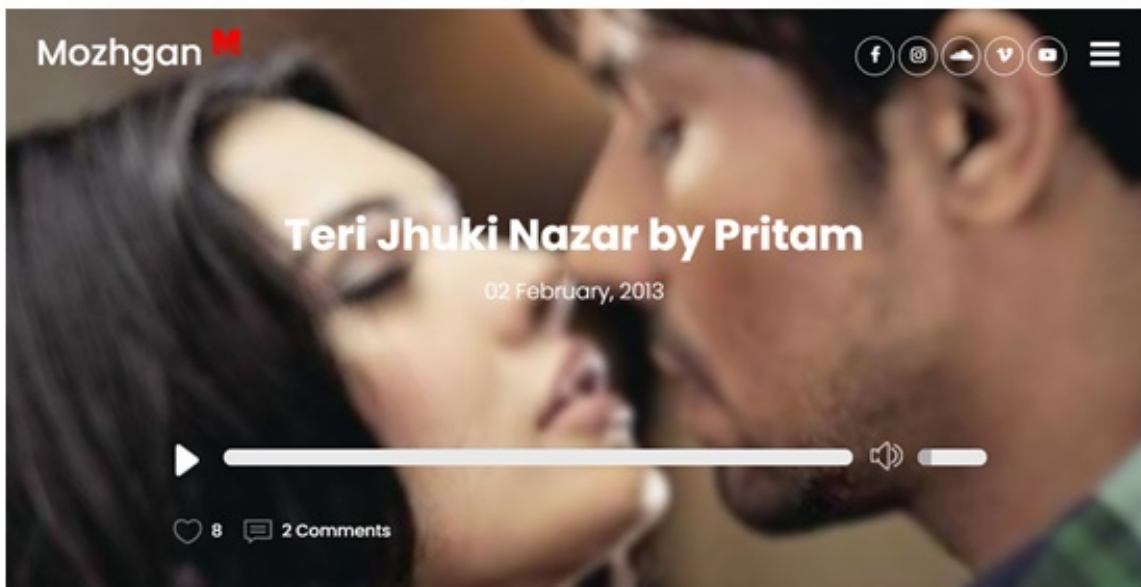 Mozhgan M
Teri Jhuki Nazar by Pritam
02 February, 2013
8 2 Comments